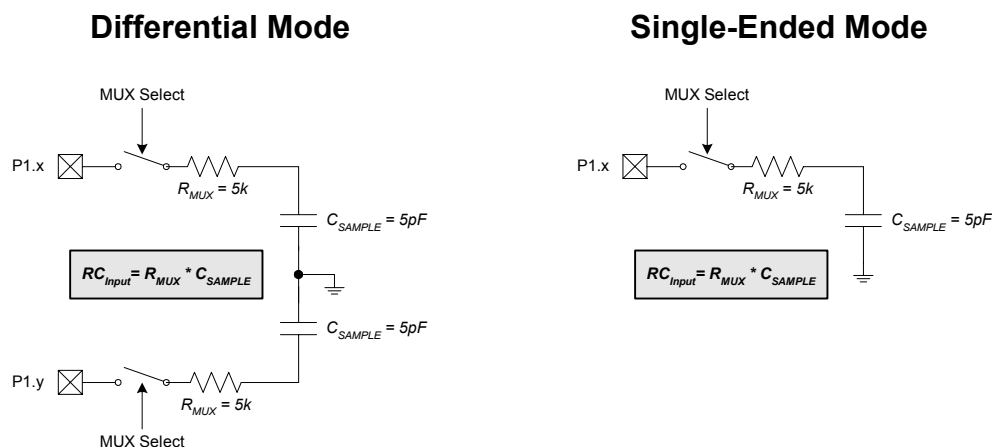 Differential Mode
MUX Select
P1.x
R_MUX = 5k
C_SAMPLE = 5pF
RC_Input= R_MUX * C_SAMPLE
C_SAMPLE = 5pF
P1.y
R_MUX = 5k
MUX Select
Single-Ended Mode
MUX Select
P1.x
R_MUX = 5k
C_SAMPLE = 5pF
RC_Input= R_MUX * C_SAMPLE